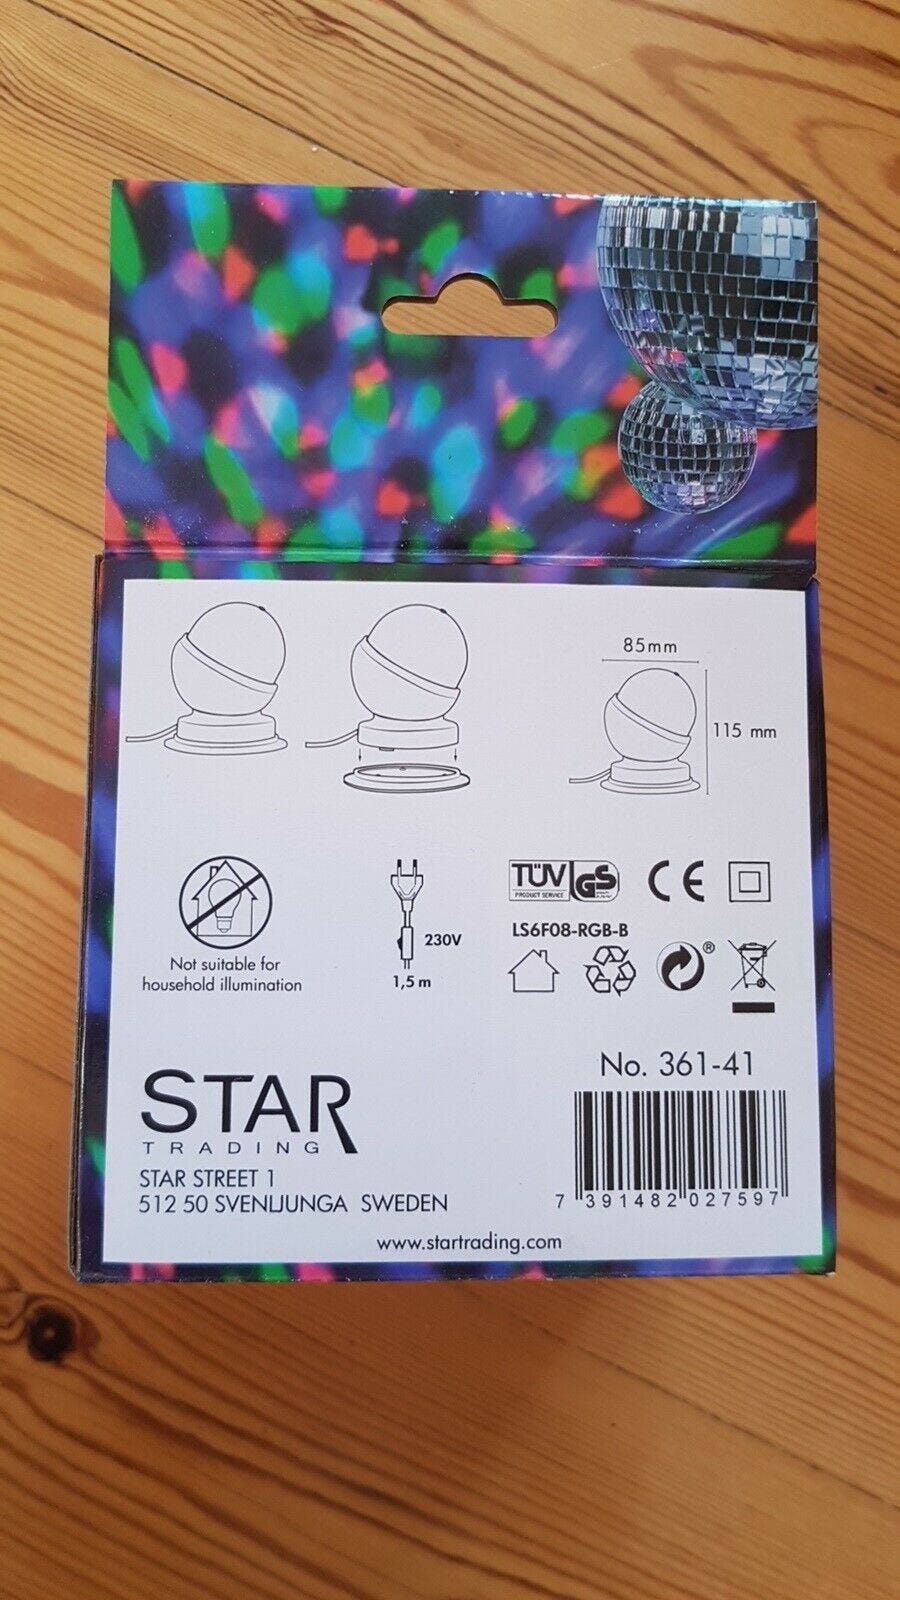 85mm
115 mm
TÜV GS
PRODUCT SERVICE
CE
LS6F08-RGB-B
230V
1,5 m
®
Not suitable for
household illumination
No. 361-41
STAR
TRADING
STAR STREET 1
512 50 SVENLJUNGA SWEDEN
7 391482 027597
www.startrading.com